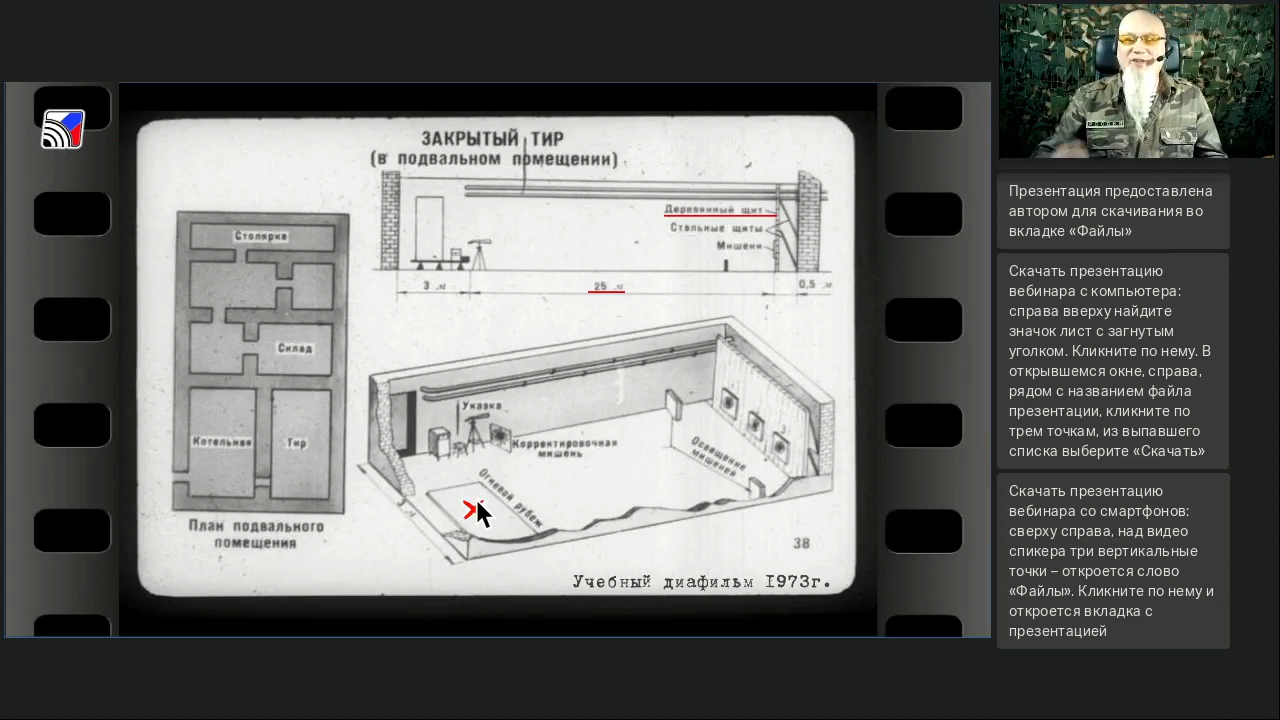 ЗАКРЫТЫЙ ТИР
(в подвальном помещении)
Деревянный щит
Стальные щиты
Мишени
3 м
25 м
0,5 м
Столярка
Склад
Котельная
Тир
План подвального
помещения
Указка
Корректировочная
мишень
Освещение
мишеней
Огневой рубеж
38
Учебный диафильм 1973г.
РОССИЯ
Презентация предоставлена
автором для скачивания во
вкладке «Файлы»
Скачать презентацию
вебинара с компьютера:
справа вверху найдите
значок лист с загнутым
уголком. Кликните по нему. В
открывшемся окне, справа,
рядом с названием файла
презентации, кликните по
трем точкам, из выпавшего
списка выберите «Скачать»
Скачать презентацию
вебинара со смартфонов:
сверху справа, над видео
спикера три вертикальные
точки – откроется слово
«Файлы». Кликните по нему и
откроется вкладка с
презентацией